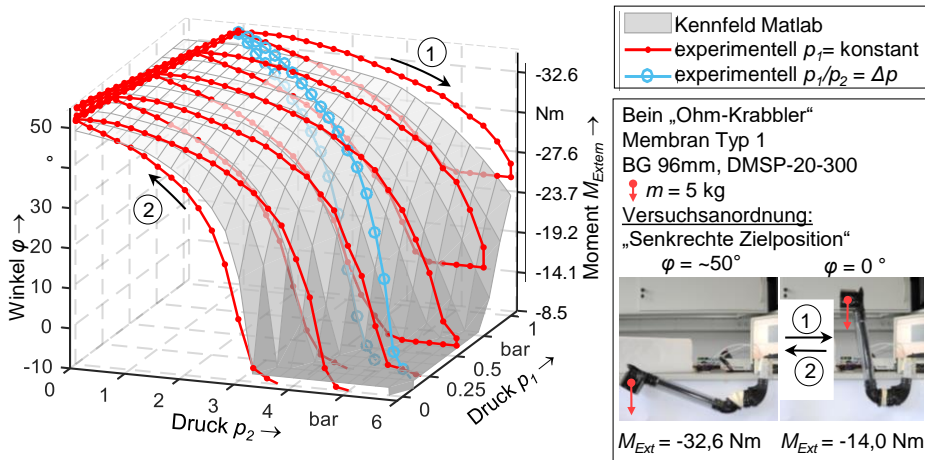 Kennfeld Matlab
experimentell p₁= konstant
experimentell p₁/p₂ = Δp
1
2
50
°
30
20
10
0
-10
Winkel φ →
0
1
2
3
4
bar
6
Druck p₂ →
0
0.25
0.5
bar
1
Druck p₁ →
-32.6
Nm
-27.6
-23.7
-19.2
-14.1
-8.5
Moment M_Extern →
Bein „Ohm-Krabbler“
Membran Typ 1
BG 96mm, DMSP-20-300
m = 5 kg
Versuchsanordnung:
„Senkrechte Zielposition“
φ = ~50° φ = 0 °
1
2
M_Ext = -32,6 Nm M_Ext = -14,0 Nm